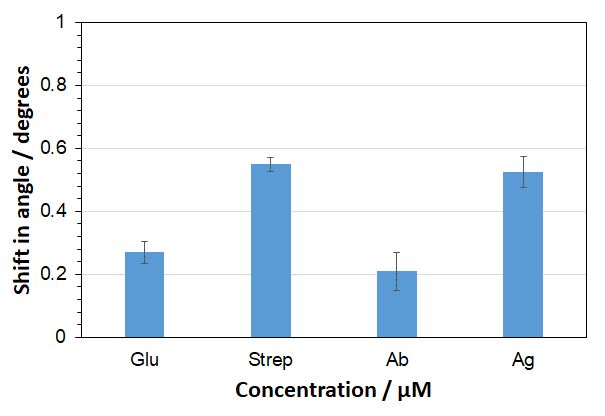 1
0.8
0.6
0.4
0.2
0
Shift in angle / degrees
Glu Strep Ab Ag
Concentration / µM